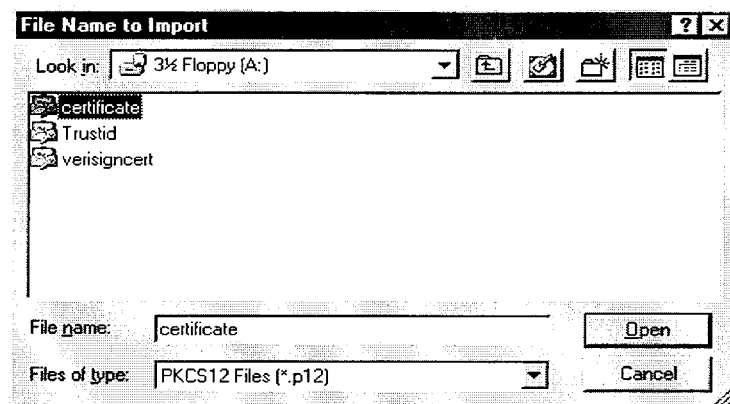 File Name to Import
Look in: 3½ Floppy (A:)
certificate
Trustid
verisigncert
File name: certificate Open
Files of type: PKCS12 Files (*.p12) Cancel